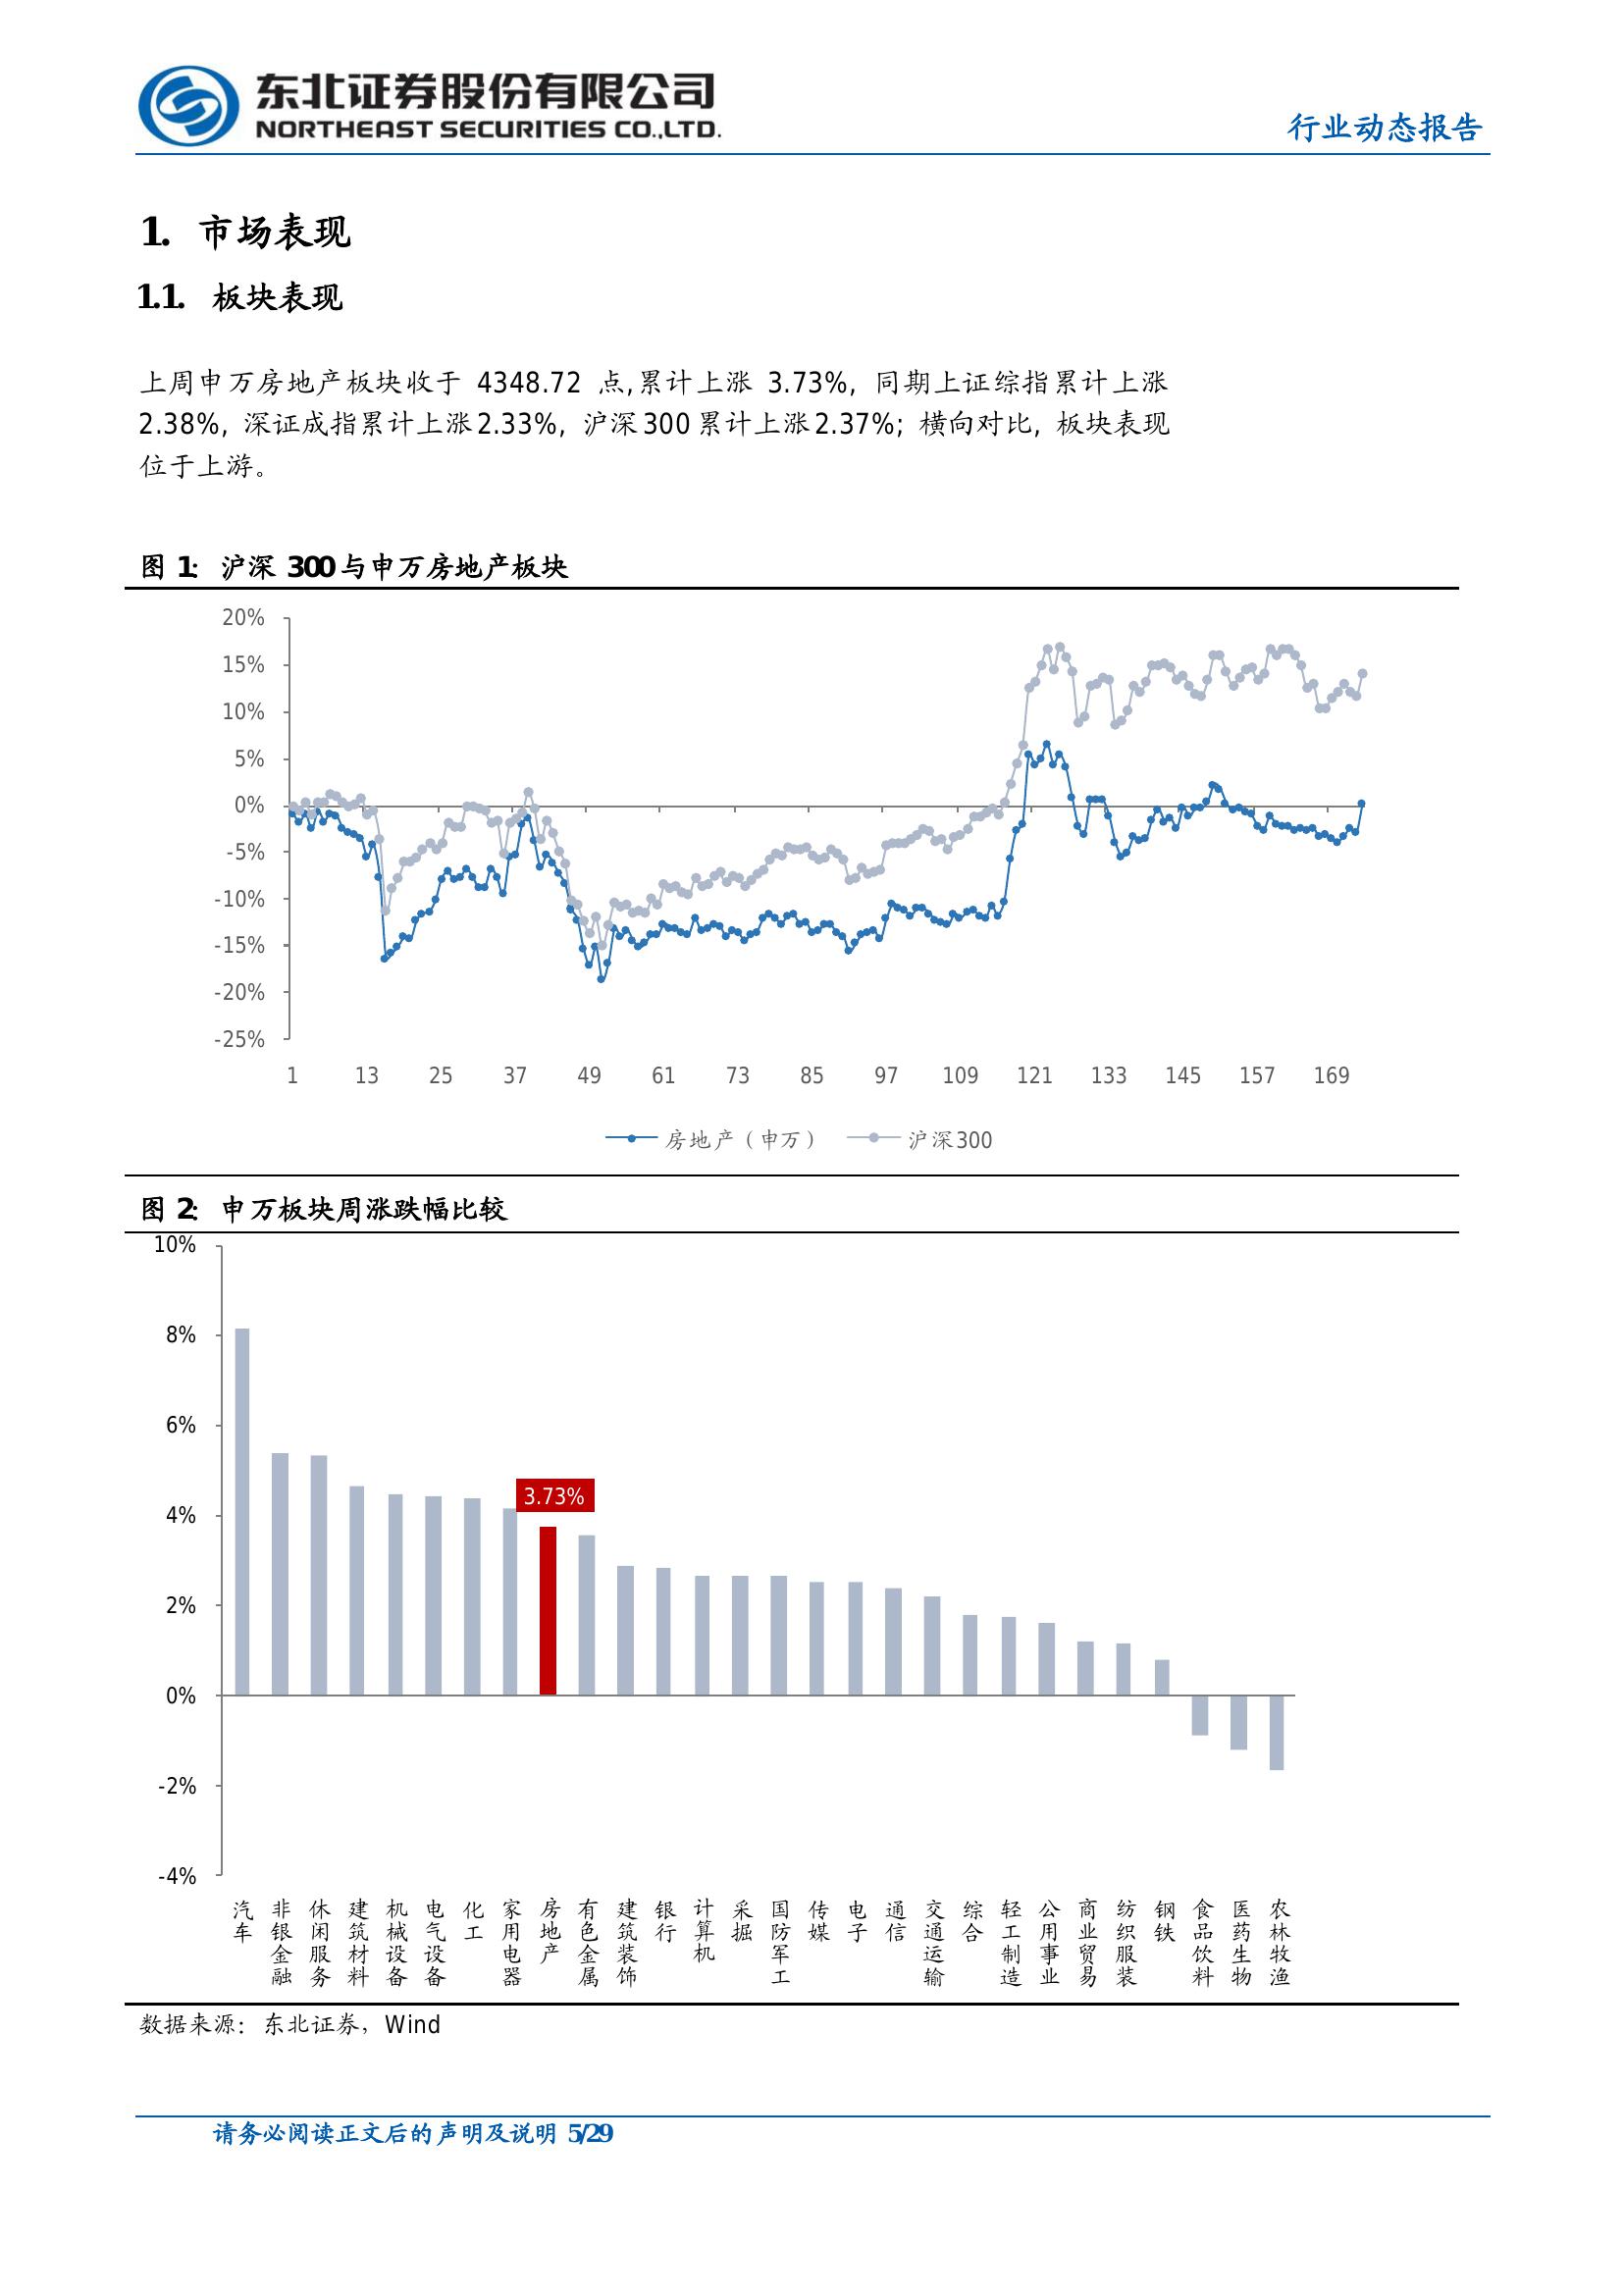 东北证券股份有限公司
NORTHEAST SECURITIES CO.,LTD.
行业动态报告
1. 市场表现
1.1. 板块表现
上周申万房地产板块收于 4348.72 点,累计上涨 3.73%, 同期上证综指累计上涨
2.38%, 深证成指累计上涨2.33%, 沪深300累计上涨2.37%; 横向对比, 板块表现
位于上游。
图 1: 沪深 300与申万房地产板块
20%
15%
10%
5%
0%
-5%
-10%
-15%
-20%
-25%
1 13 25 37 49 61 73 85 97 109 121 133 145 157 169
房地产（申万） 沪深300
图 2: 申万板块周涨跌幅比较
10%
8%
6%
4%
2%
0%
-2%
-4%
3.73%
汽车 非银金融 休闲服务 建筑材料 机械设备 电气设备 化工 家用电器 房地产 有色金属 建筑装饰 银行 计算机 采掘 国防军工 传媒 电子 通信 交通运输 综合 轻工制造 公用事业 商业贸易 纺织服装 钢铁 食品饮料 医药生物 农林牧渔
数据来源：东北证券，Wind
请务必阅读正文后的声明及说明 5/29